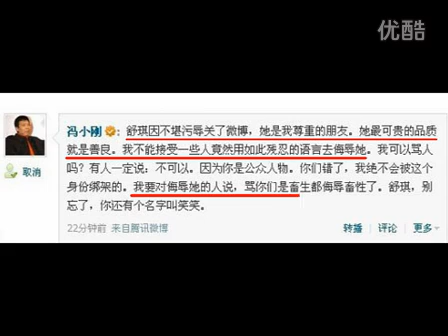 优酷
冯小刚：舒琪因不堪污辱关了微博，她是我尊重的朋友。她最可贵的品质
就是善良。我不能接受一些人竟然用如此残忍的语言去侮辱她。我可以骂人
吗？有人一定说：不可以。因为你是公众人物。你们错了，我绝不会被这个
身份绑架的。我要对侮辱她的人说，骂你们是畜生都侮辱畜性了。舒琪，别
忘了，你还有个名字叫笑笑。
取消
22分钟前 来自腾讯微博
转播 | 评论 | 更多